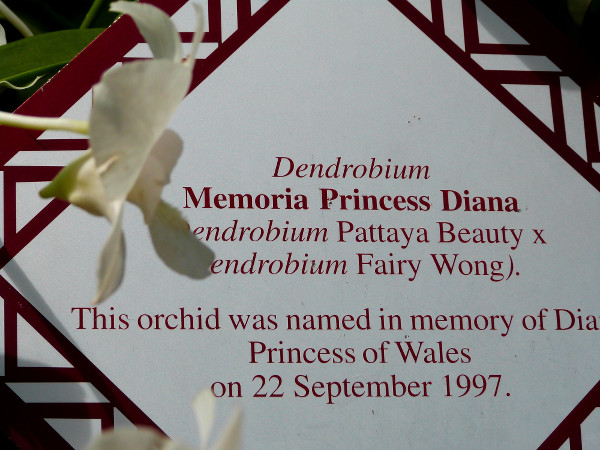 Dendrobium
Memoria Princess Diana
endrobium Pattaya Beauty x
endrobium Fairy Wong).
This orchid was named in memory of Dia
Princess of Wales
on 22 September 1997.